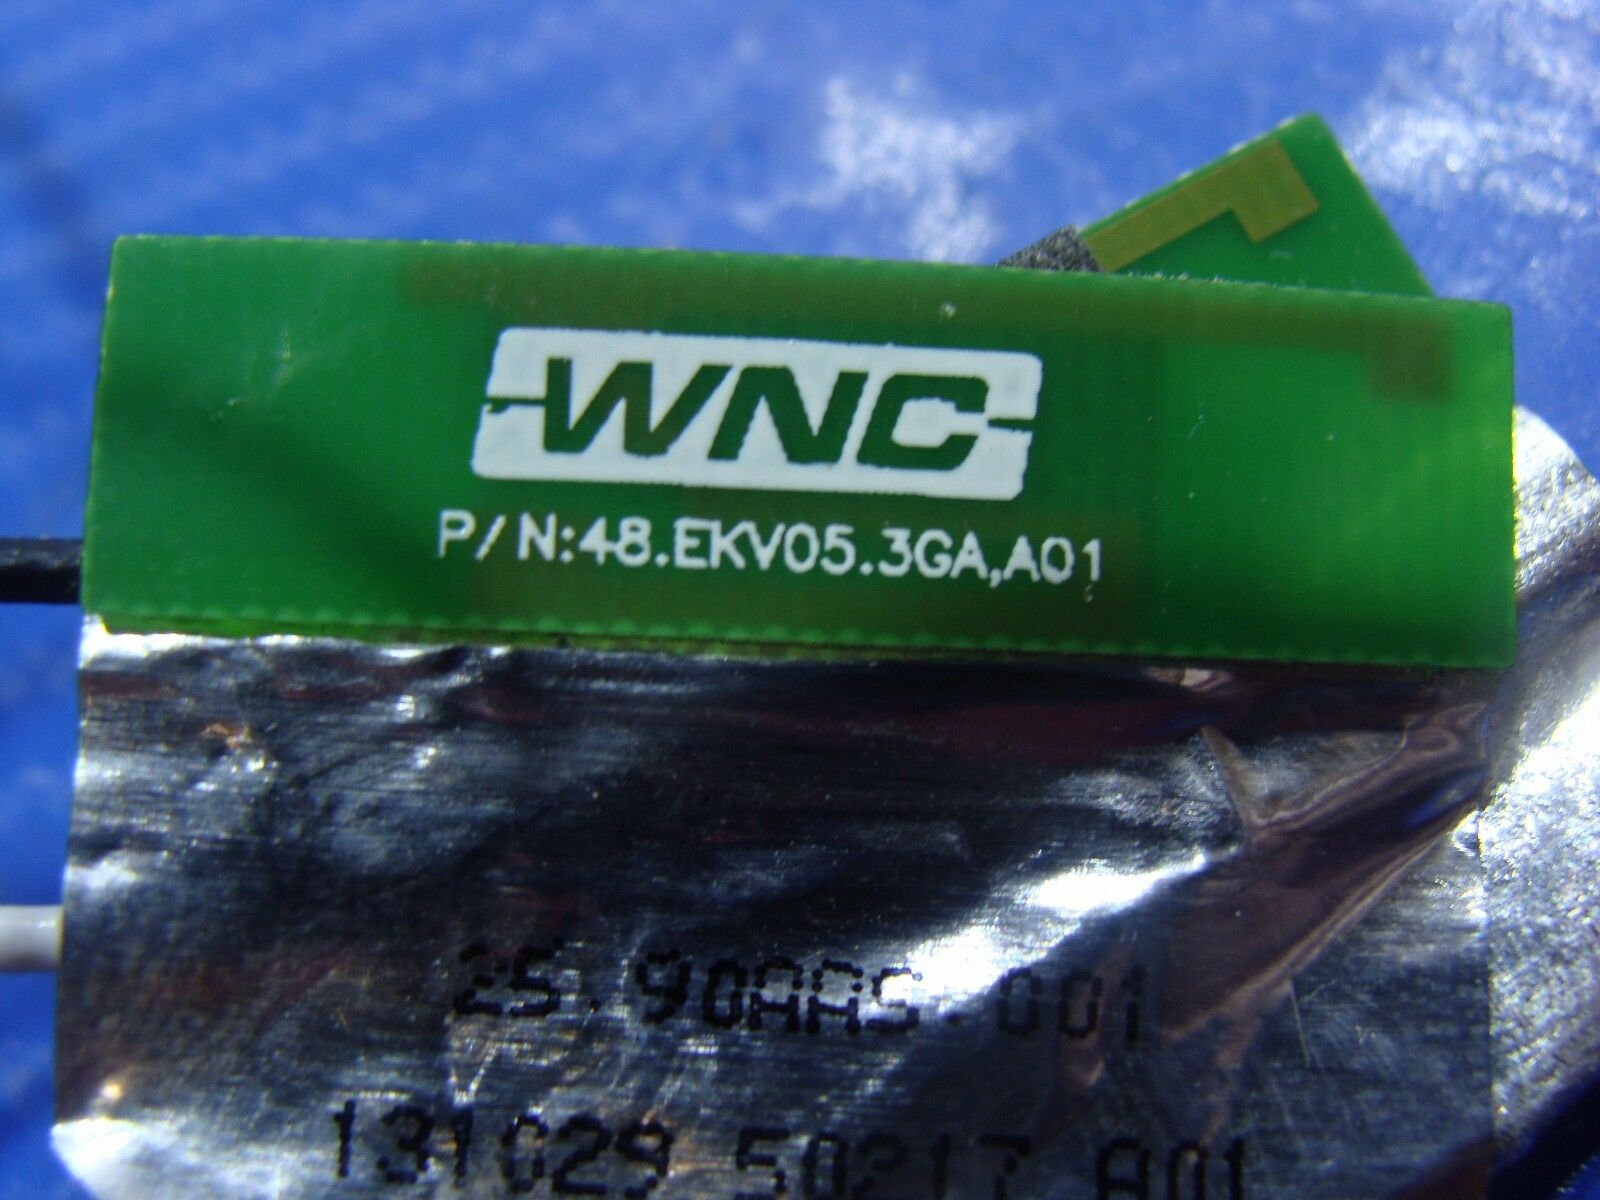 WNC
P/N:48.EKV05.3GA,A01
25.90AAS.001
131029 50217 A01